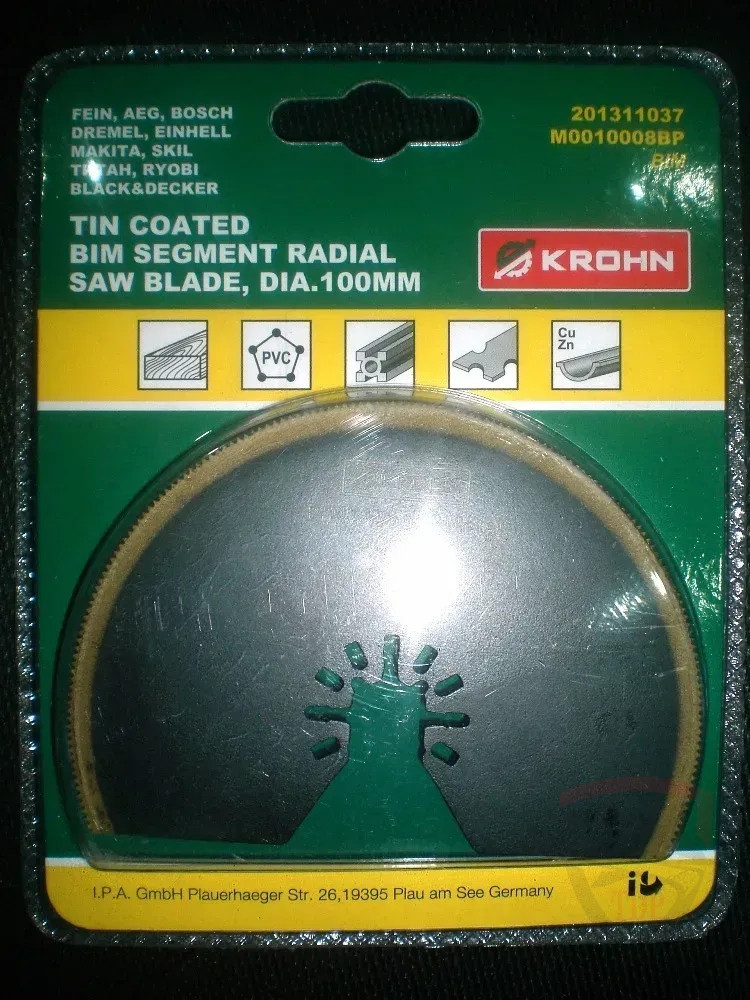 FEIN, AEG, BOSCH
DREMEL, EINHELL
MAKITA, SKIL
RYOBI
BLACK&DECKER
201311037
M0010008BP
BIM
TIN COATED
BIM SEGMENT RADIAL
SAW BLADE, DIA.100MM
KROHN
PVC
Cu
Zn
I.P.A. GmbH Plauerhaeger Str. 26,19395 Plau am See Germany